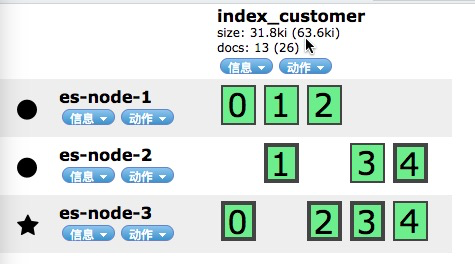 index_customer
size: 31.8ki (63.6ki)
docs: 13 (26)
信息 动作
es-node-1
信息 动作
0 1 2
es-node-2
信息 动作
1 3 4
es-node-3
信息 动作
0 2 3 4